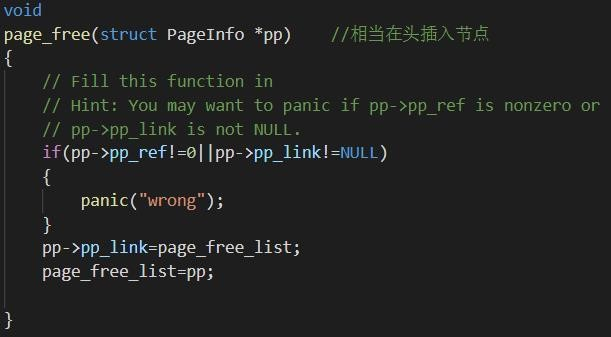 void
page_free(struct PageInfo *pp)    //相当在头插入节点
{
    // Fill this function in
    // Hint: You may want to panic if pp->pp_ref is nonzero or
    // pp->pp_link is not NULL.
    if(pp->pp_ref!=0||pp->pp_link!=NULL)
    {
        panic("wrong");
    }
    pp->pp_link=page_free_list;
    page_free_list=pp;
}